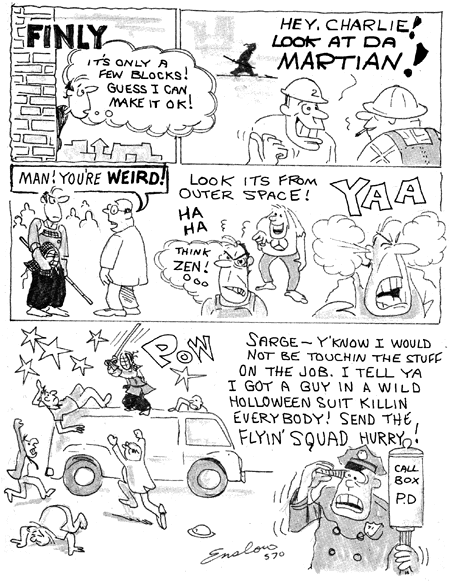 FINLY
IT'S ONLY A
FEW BLOCKS!
GUESS I CAN
MAKE IT OK!
HEY, CHARLIE!
LOOK AT DA
MARTIAN!
2
MAN! YOU'RE WEIRD!
LOOK ITS FROM
OUTER SPACE!
HA
HA
THINK
ZEN!
YAA
POW
SARGE – Y'KNOW I WOULD
NOT BE TOUCHIN THE STUFF
ON THE JOB. I TELL YA
I GOT A GUY IN A WILD
HOLLOWEEN SUIT KILLIN
EVERYBODY! SEND THE
FLYIN' SQUAD HURRY!
CALL
BOX
P.D
Enslow
570